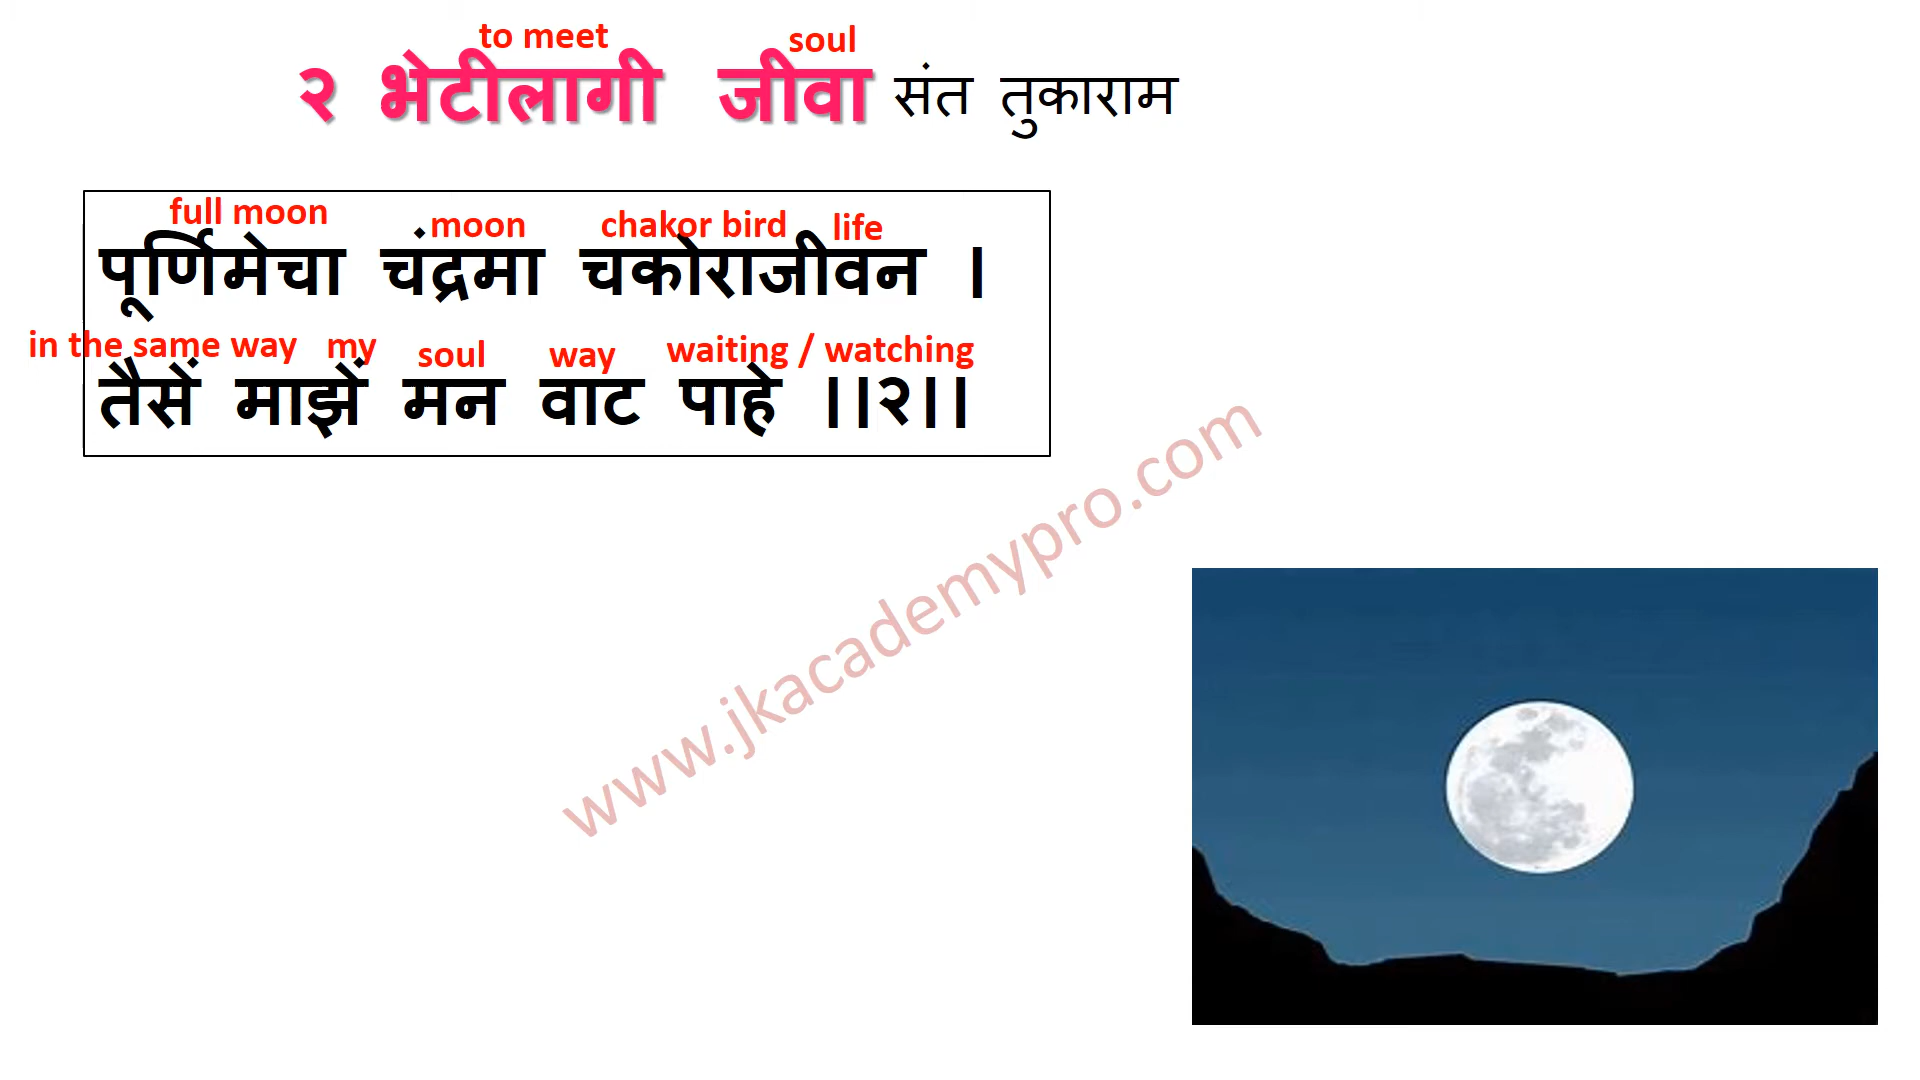 to meet soul
२ भेटीलागी जीवा संत तुकाराम
full moon moon chakor bird life
पूर्णिमेचा चंद्रमा चकोराजीवन ।
in the same way my soul way waiting / watching
तैसें माझें मन वाट पाहे ।।२।।
www.jkacademypro.com